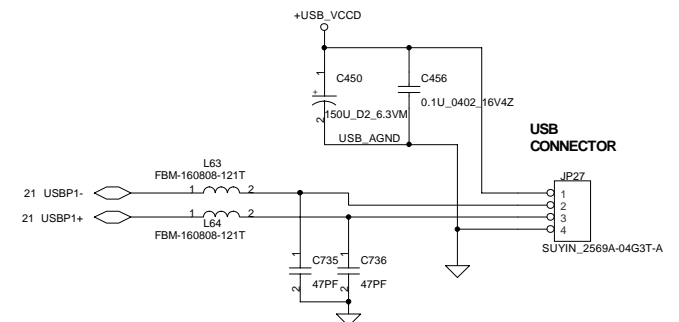 +USB_VCCD
1
C450
C456
+
150U_D2_6.3VM
0.1U_0402_16V4Z
2
USB_AGND
USB
CONNECTOR
L63
FBM-160808-121T
JP27
21 USBP1-
1
2
1
2
21 USBP1+
1
2
3
4
L64
FBM-160808-121T
SUYIN_2569A-04G3T-A
1
C735
1
C736
2
47PF
2
47PF